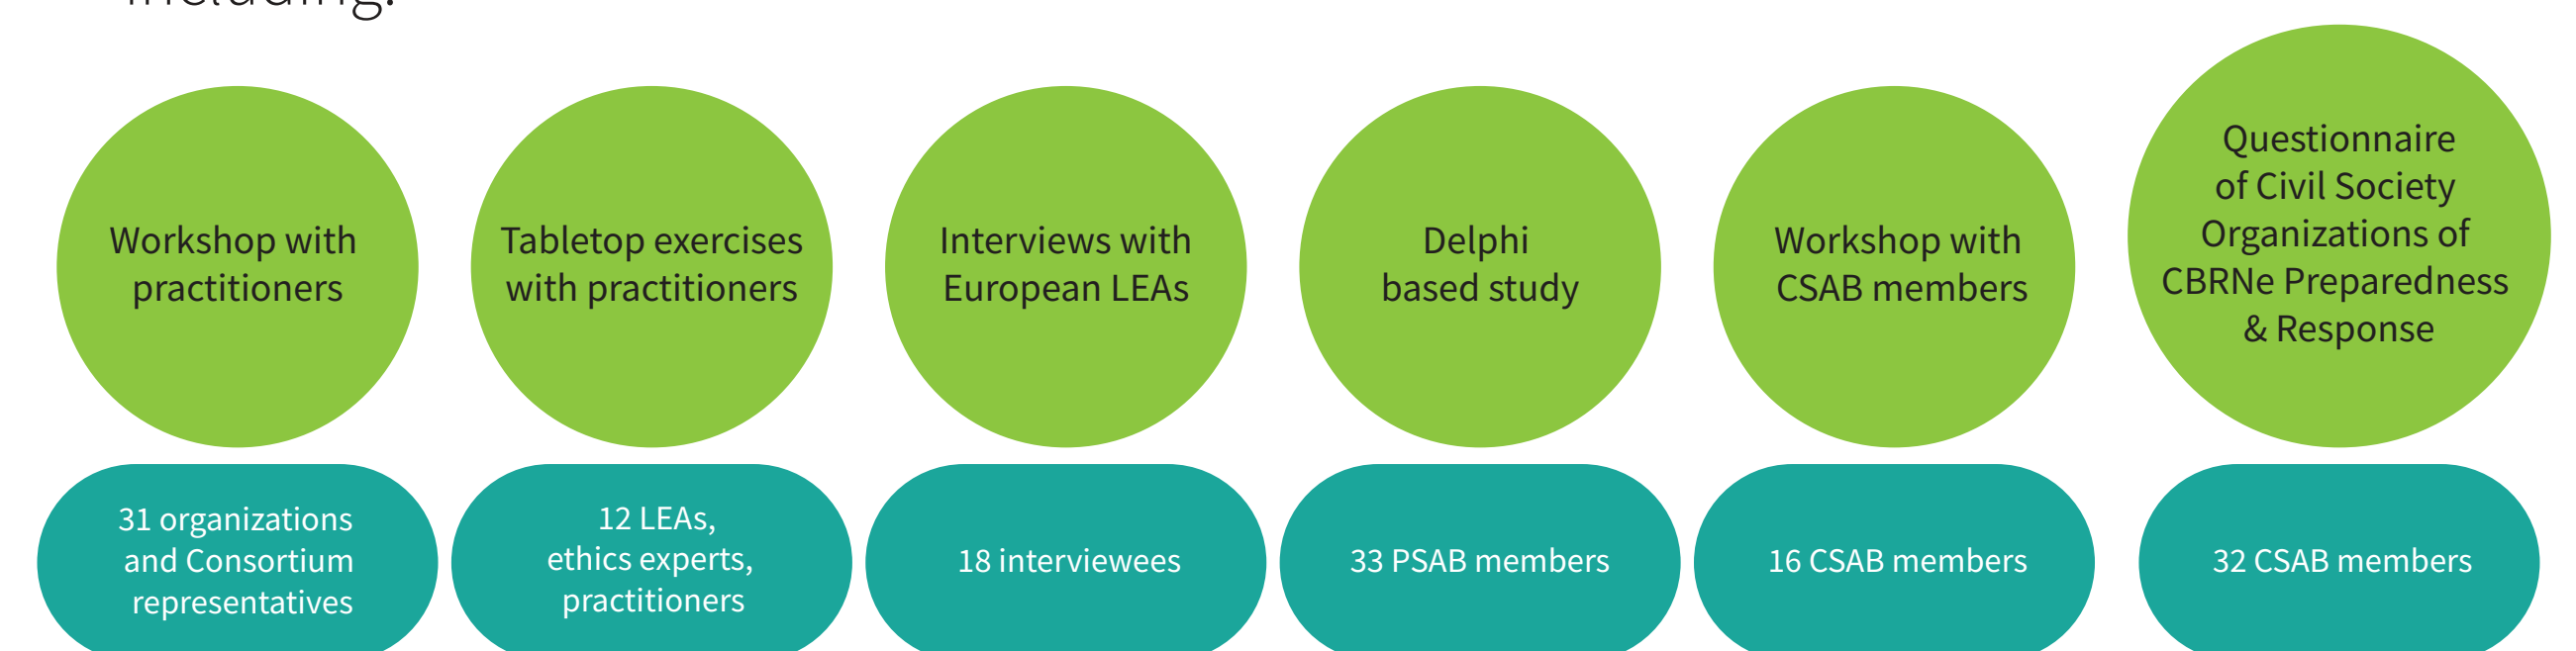 including:
Workshop with
practitioners
Tabletop exercises
with practitioners
Interviews with
European LEAs
Delphi
based study
Workshop with
CSAB members
Questionnaire
of Civil Society
Organizations of
CBRNe Preparedness
& Response
31 organizations
and Consortium
representatives
12 LEAs,
ethics experts,
practitioners
18 interviewees
33 PSAB members
16 CSAB members
32 CSAB members